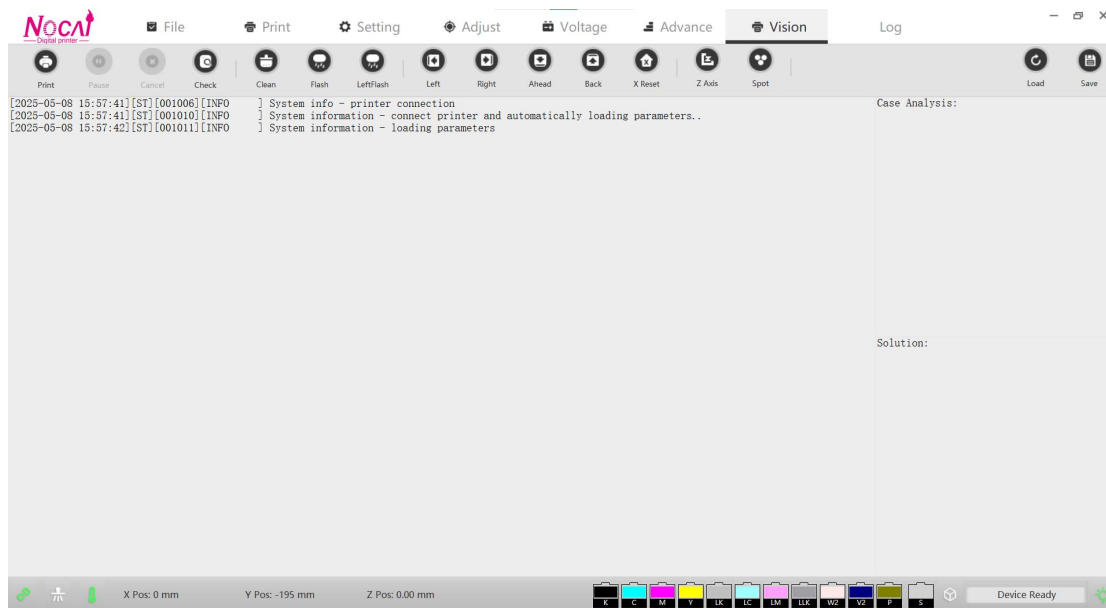 NOCAI
Digital printer
File Print Setting Adjust Voltage Advance Vision Log
Print Pause Cancel Check Clean Flash LeftFlash Left Right Ahead Back X Reset Z Axis Spot Load Save
[2025-05-08 15:57:41][ST][001006][INFO ] System info - printer connection
[2025-05-08 15:57:41][ST][001010][INFO ] System information - connect printer and automatically loading parameters..
[2025-05-08 15:57:42][ST][001011][INFO ] System information - loading parameters
Case Analysis:
Solution:
X Pos: 0 mm Y Pos: -195 mm Z Pos: 0.00 mm K C M Y LK LC LM LLK W2 V2 P S Device Ready